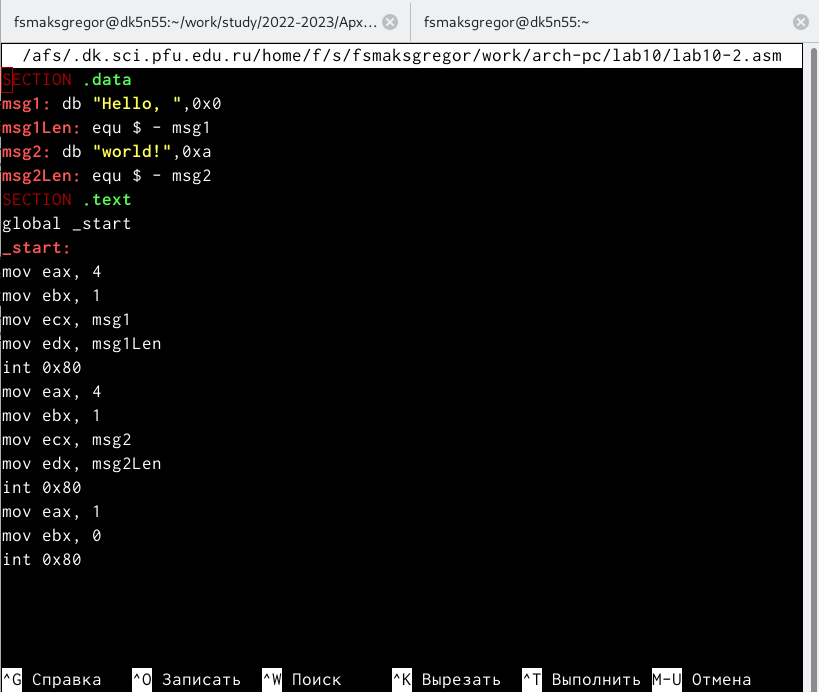 fsmaksgregor@dk5n55:~/work/study/2022-2023/Арх... fsmaksgregor@dk5n55:~
/afs/.dk.sci.pfu.edu.ru/home/f/s/fsmaksgregor/work/arch-pc/lab10/lab10-2.asm
SECTION .data
msg1: db "Hello, ",0x0
msg1Len: equ $ - msg1
msg2: db "world!",0xa
msg2Len: equ $ - msg2
SECTION .text
global _start
_start:
mov eax, 4
mov ebx, 1
mov ecx, msg1
mov edx, msg1Len
int 0x80
mov eax, 4
mov ebx, 1
mov ecx, msg2
mov edx, msg2Len
int 0x80
mov eax, 1
mov ebx, 0
int 0x80
^G Справка ^O Записать ^W Поиск ^K Вырезать ^T Выполнить M-U Отмена